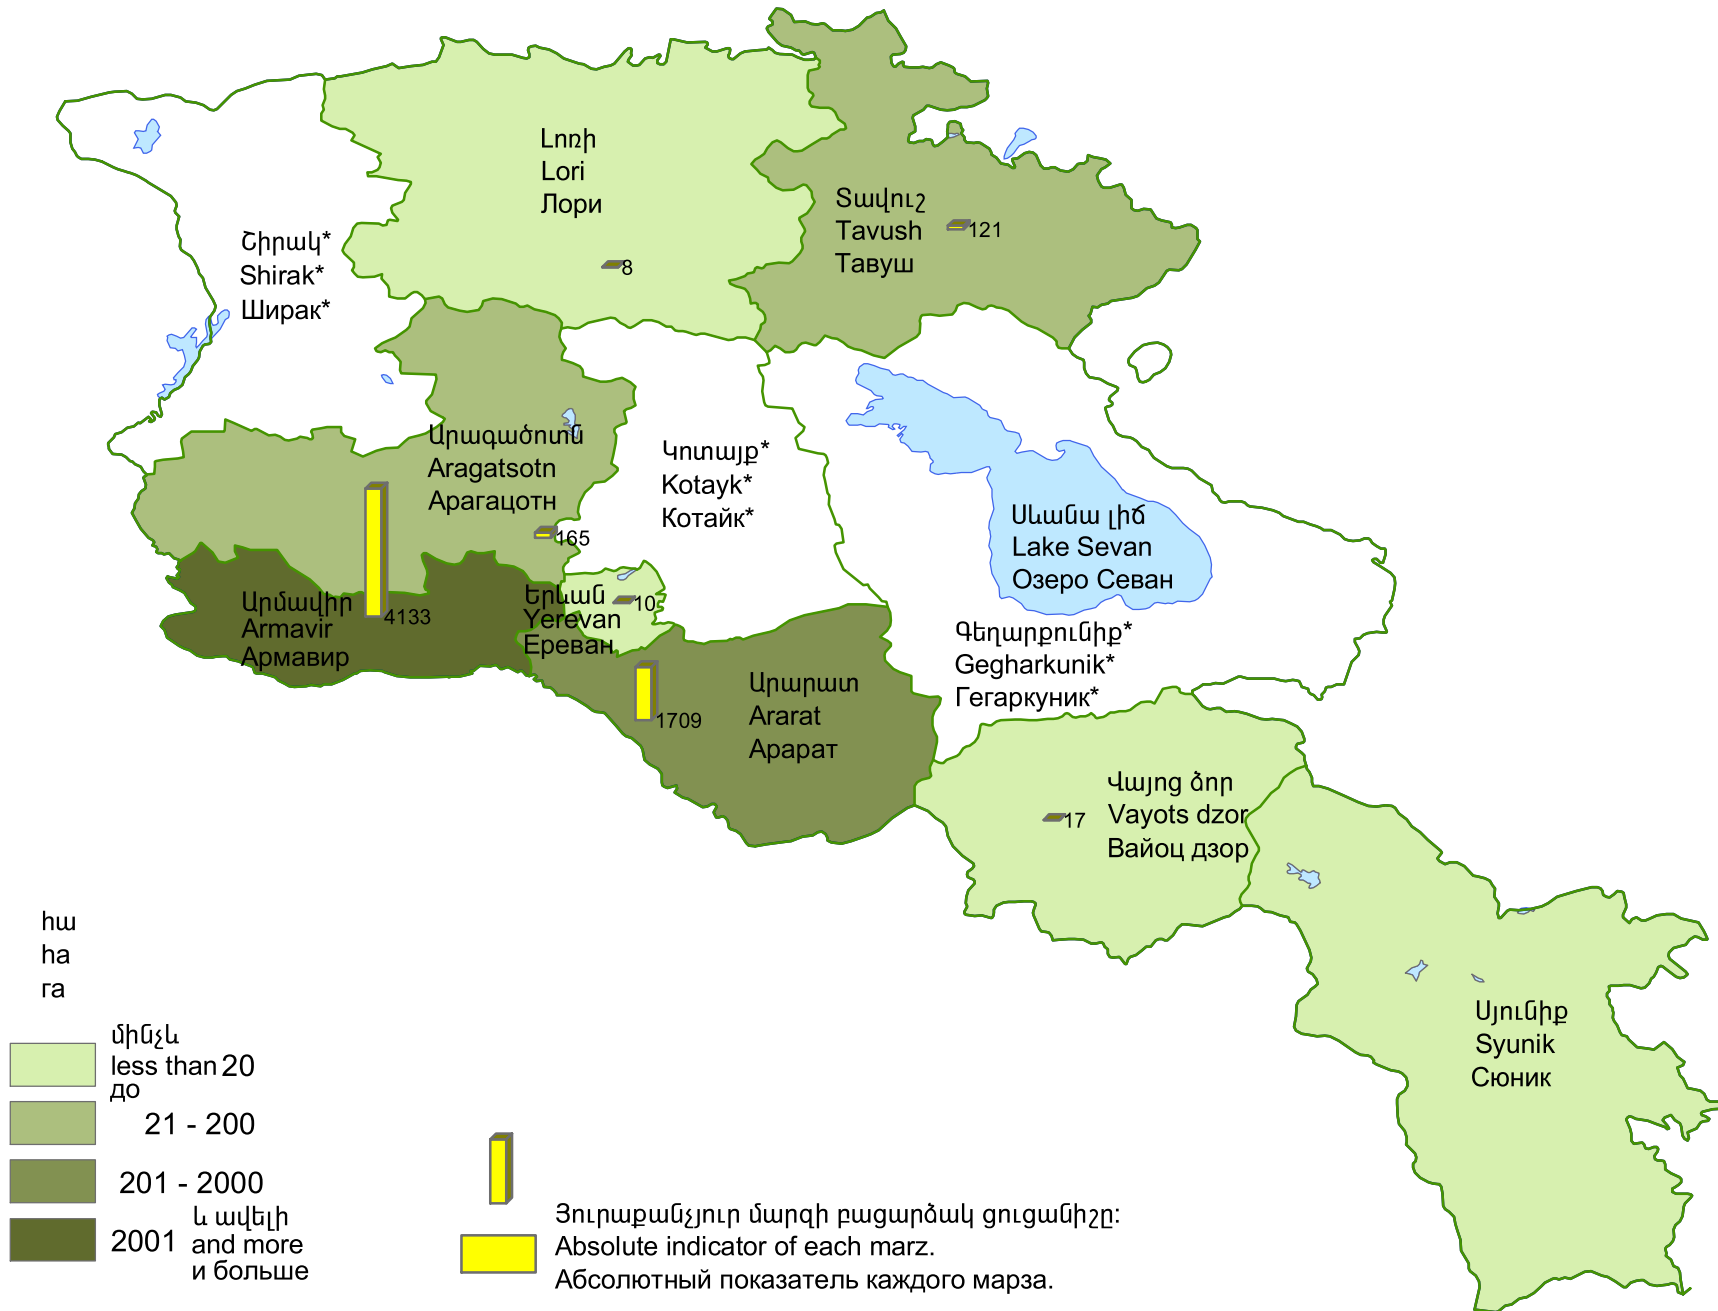 Լոռի
Lori
Лори
8
Տավուշ
Tavush
Тавуш
121
Շիրակ*
Shirak*
Ширак*
Արագածոտն
Aragatsotn
Арагацотн
165
Կոտայք*
Kotayk*
Котайк*
Սևանա լիճ
Lake Sevan
Озеро Севан
Արմավիր
Armavir
Армавир
4133
Երևան
Yerevan
Ереван
10
Գեղարքունիք*
Gegharkunik*
Гегаркуник*
Արարատ
Ararat
Арарат
1709
Վայոց ձոր
Vayots dzor
Вайоц дзор
17
Սյունիք
Syunik
Сюник
հա
ha
га
մինչև
less than 20
до
21 - 200
201 - 2000
և ավելի
2001 and more
и больше
Յուրաքանչյուր մարզի բացարձակ ցուցանիշը:
Absolute indicator of each marz.
Абсолютный показатель каждого марза.